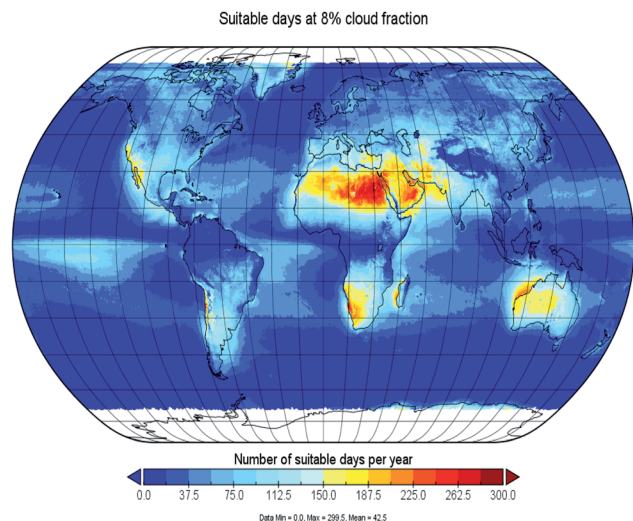 Suitable days at 8% cloud fraction
Number of suitable days per year
0.0 37.5 75.0 112.5 150.0 187.5 225.0 262.5 300.0
Data Min = 0.0, Max = 299.5, Mean = 42.5